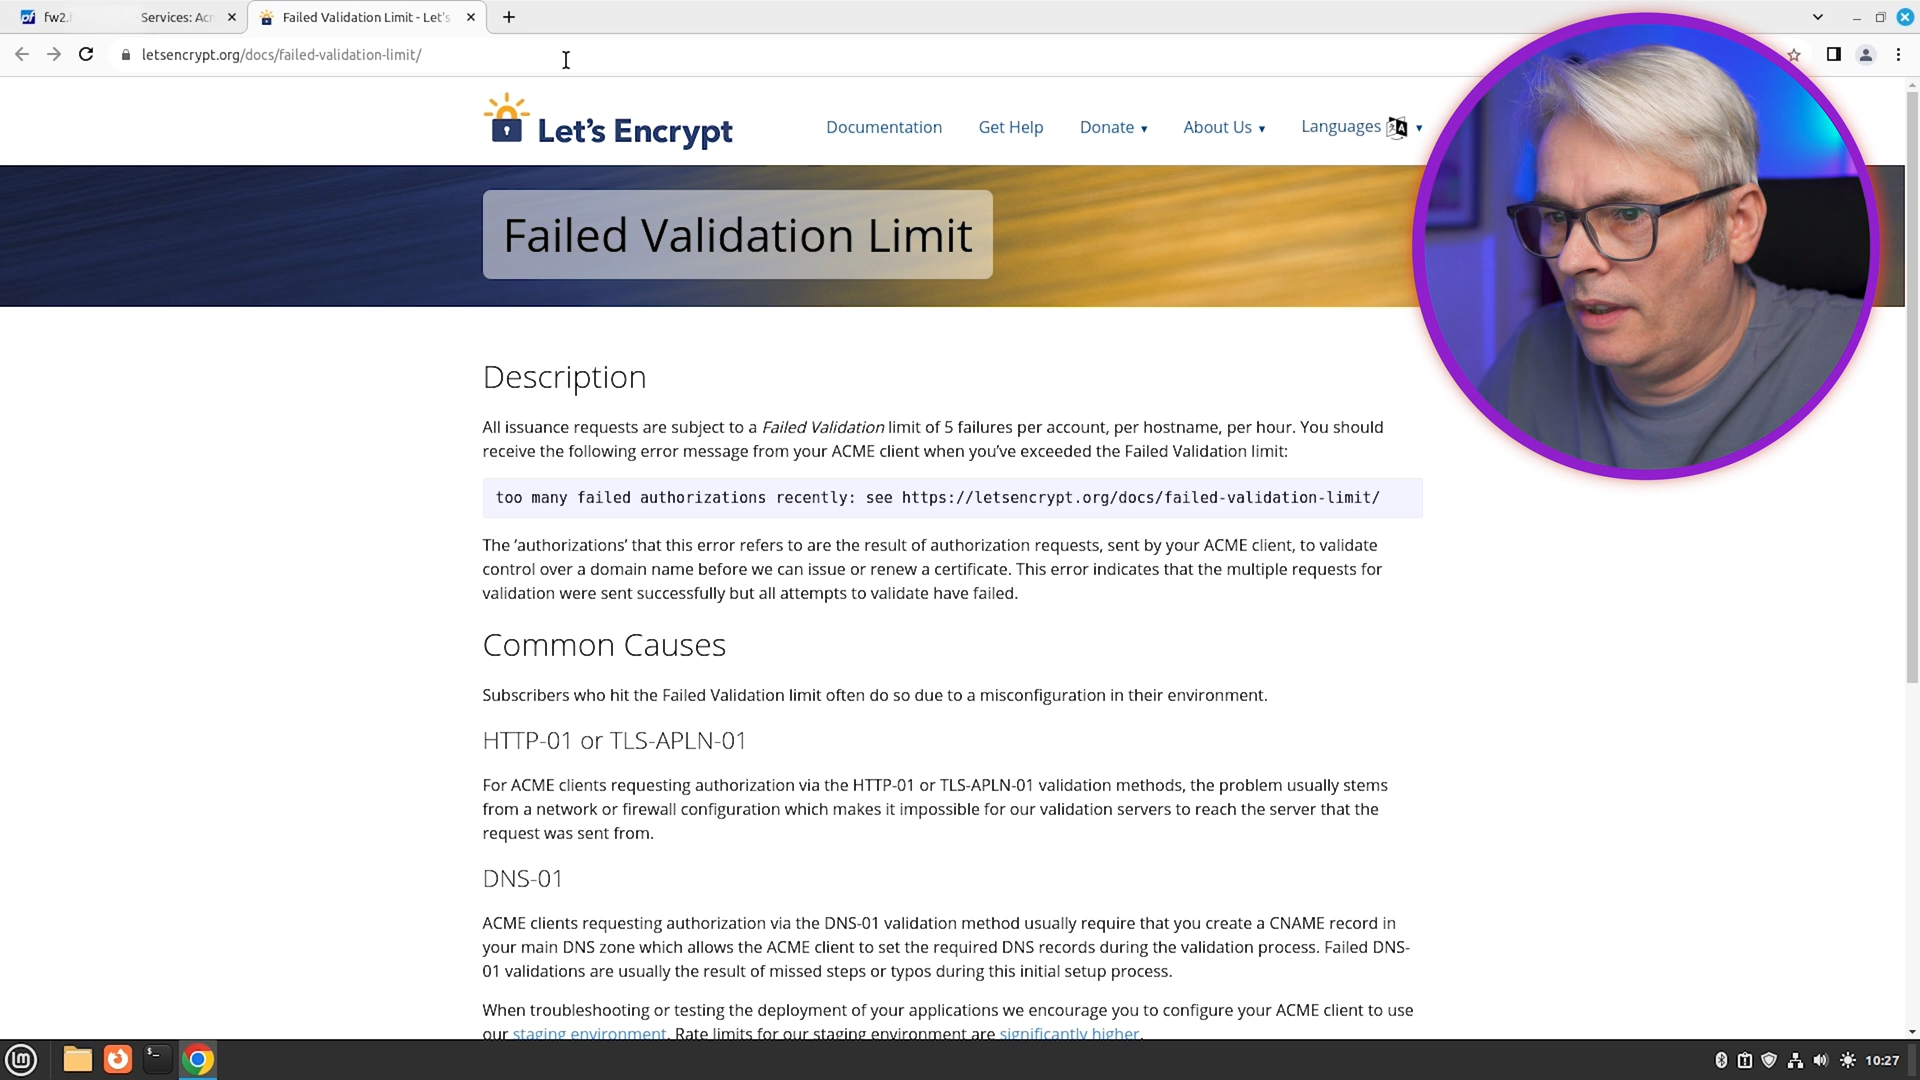 fw2.
Services: Acm
Failed Validation Limit - Let's
letsencrypt.org/docs/failed-validation-limit/
Let's Encrypt
Documentation
Get Help
Donate ▾
About Us ▾
Languages ▾
Failed Validation Limit
Description
All issuance requests are subject to a Failed Validation limit of 5 failures per account, per hostname, per hour. You should
receive the following error message from your ACME client when you’ve exceeded the Failed Validation limit:
too many failed authorizations recently: see https://letsencrypt.org/docs/failed-validation-limit/
The ‘authorizations’ that this error refers to are the result of authorization requests, sent by your ACME client, to validate
control over a domain name before we can issue or renew a certificate. This error indicates that the multiple requests for
validation were sent successfully but all attempts to validate have failed.
Common Causes
Subscribers who hit the Failed Validation limit often do so due to a misconfiguration in their environment.
HTTP-01 or TLS-APLN-01
For ACME clients requesting authorization via the HTTP-01 or TLS-APLN-01 validation methods, the problem usually stems
from a network or firewall configuration which makes it impossible for our validation servers to reach the server that the
request was sent from.
DNS-01
ACME clients requesting authorization via the DNS-01 validation method usually require that you create a CNAME record in
your main DNS zone which allows the ACME client to set the required DNS records during the validation process. Failed DNS-
01 validations are usually the result of missed steps or typos during this initial setup process.
When troubleshooting or testing the deployment of your applications we encourage you to configure your ACME client to use
our staging environment. Rate limits for our staging environment are significantly higher.
10:27